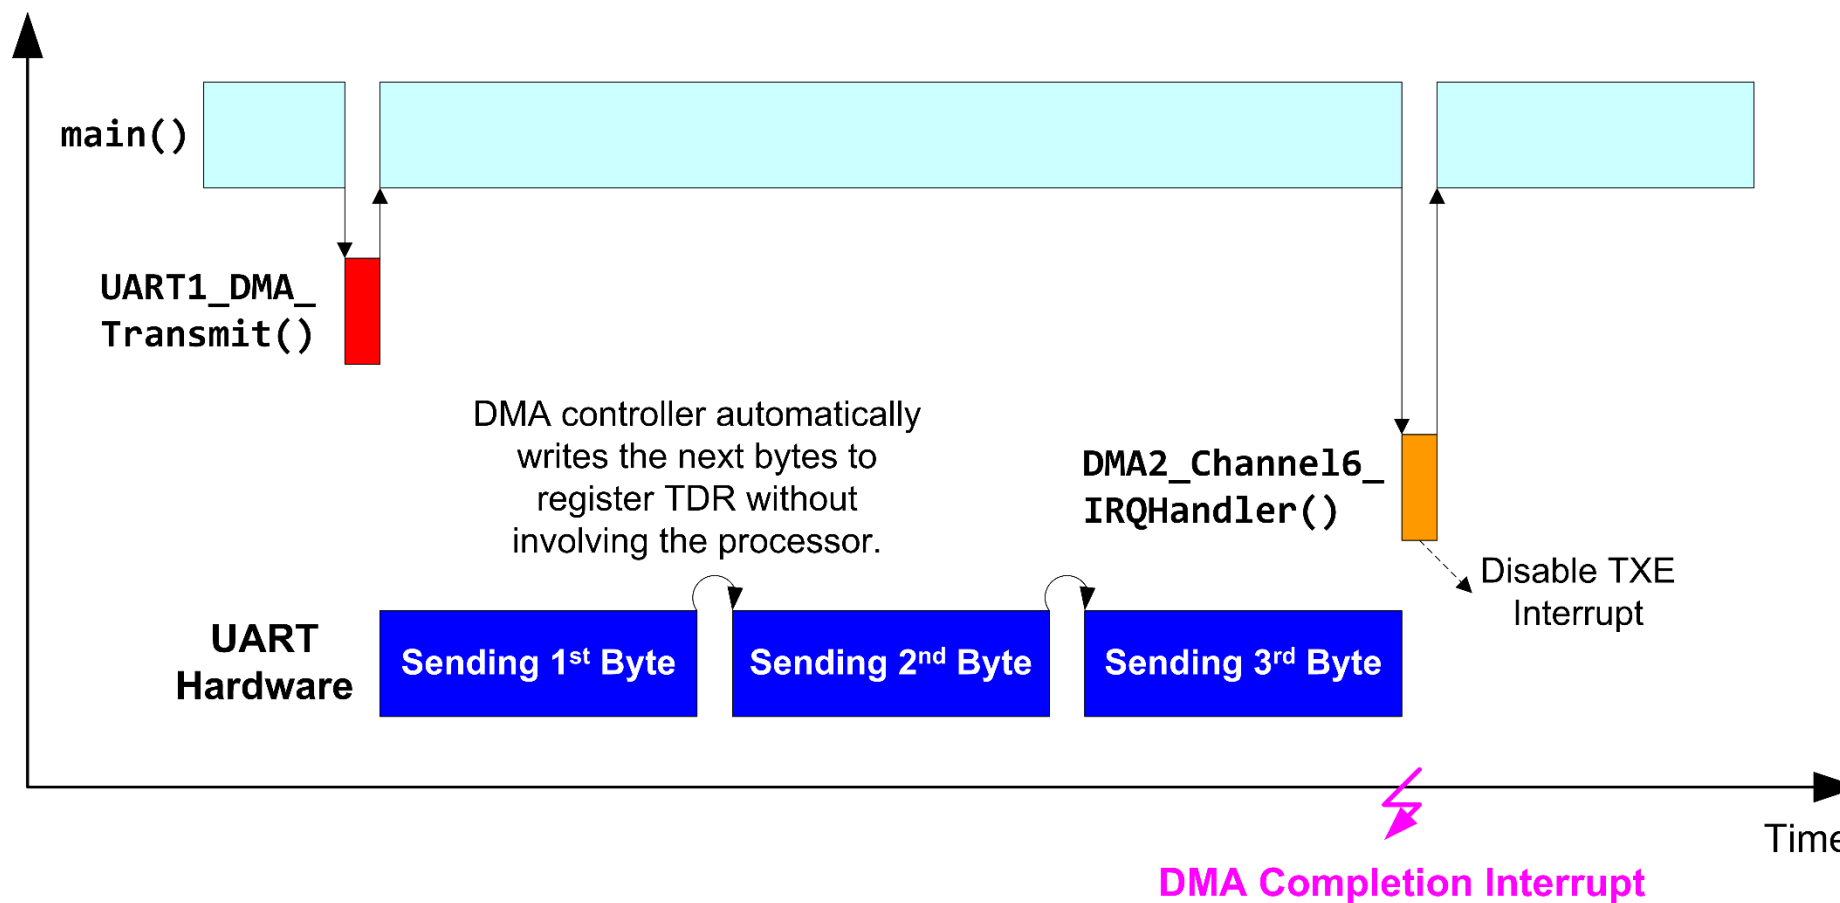 main()
UART1_DMA_
Transmit()
DMA controller automatically
writes the next bytes to
register TDR without
involving the processor.
DMA2_Channel6_
IRQHandler()
Disable TXE
Interrupt
UART
Hardware
Sending 1st Byte
Sending 2nd Byte
Sending 3rd Byte
Time
DMA Completion Interrupt